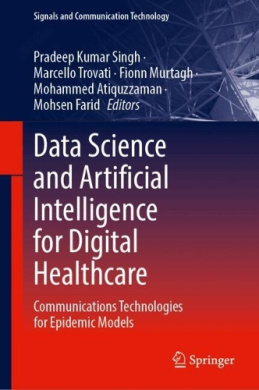 Signals and Communication Technology
Pradeep Kumar Singh ·
Marcello Trovati · Fionn Murtagh ·
Mohammed Atiquzzaman ·
Mohsen Farid Editors
Data Science
and Artificial
Intelligence
for Digital
Healthcare
Communications Technologies
for Epidemic Models
Springer